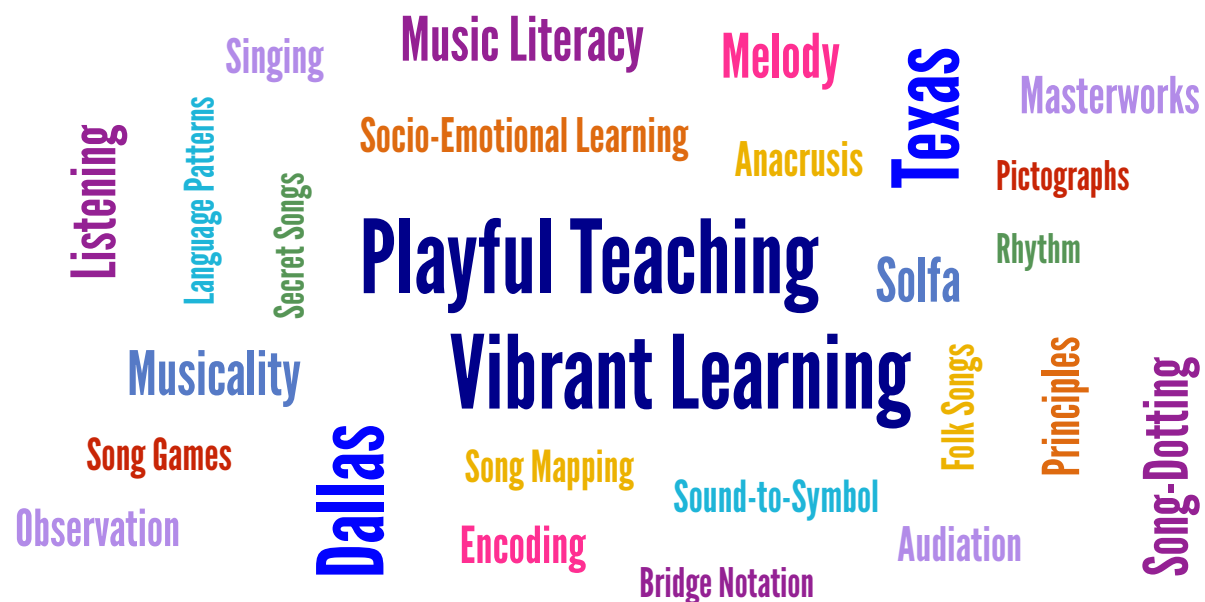 Singing
Music Literacy
Melody
Texas
Masterworks
Listening
Language Patterns
Secret Songs
Socio-Emotional Learning
Anacrusis
Pictographs
Playful Teaching
Solfa
Rhythm
Vibrant Learning
Musicality
Folk Songs
Principles
Song-Dotting
Song Games
Dallas
Song Mapping
Sound-to-Symbol
Observation
Encoding
Audiation
Bridge Notation